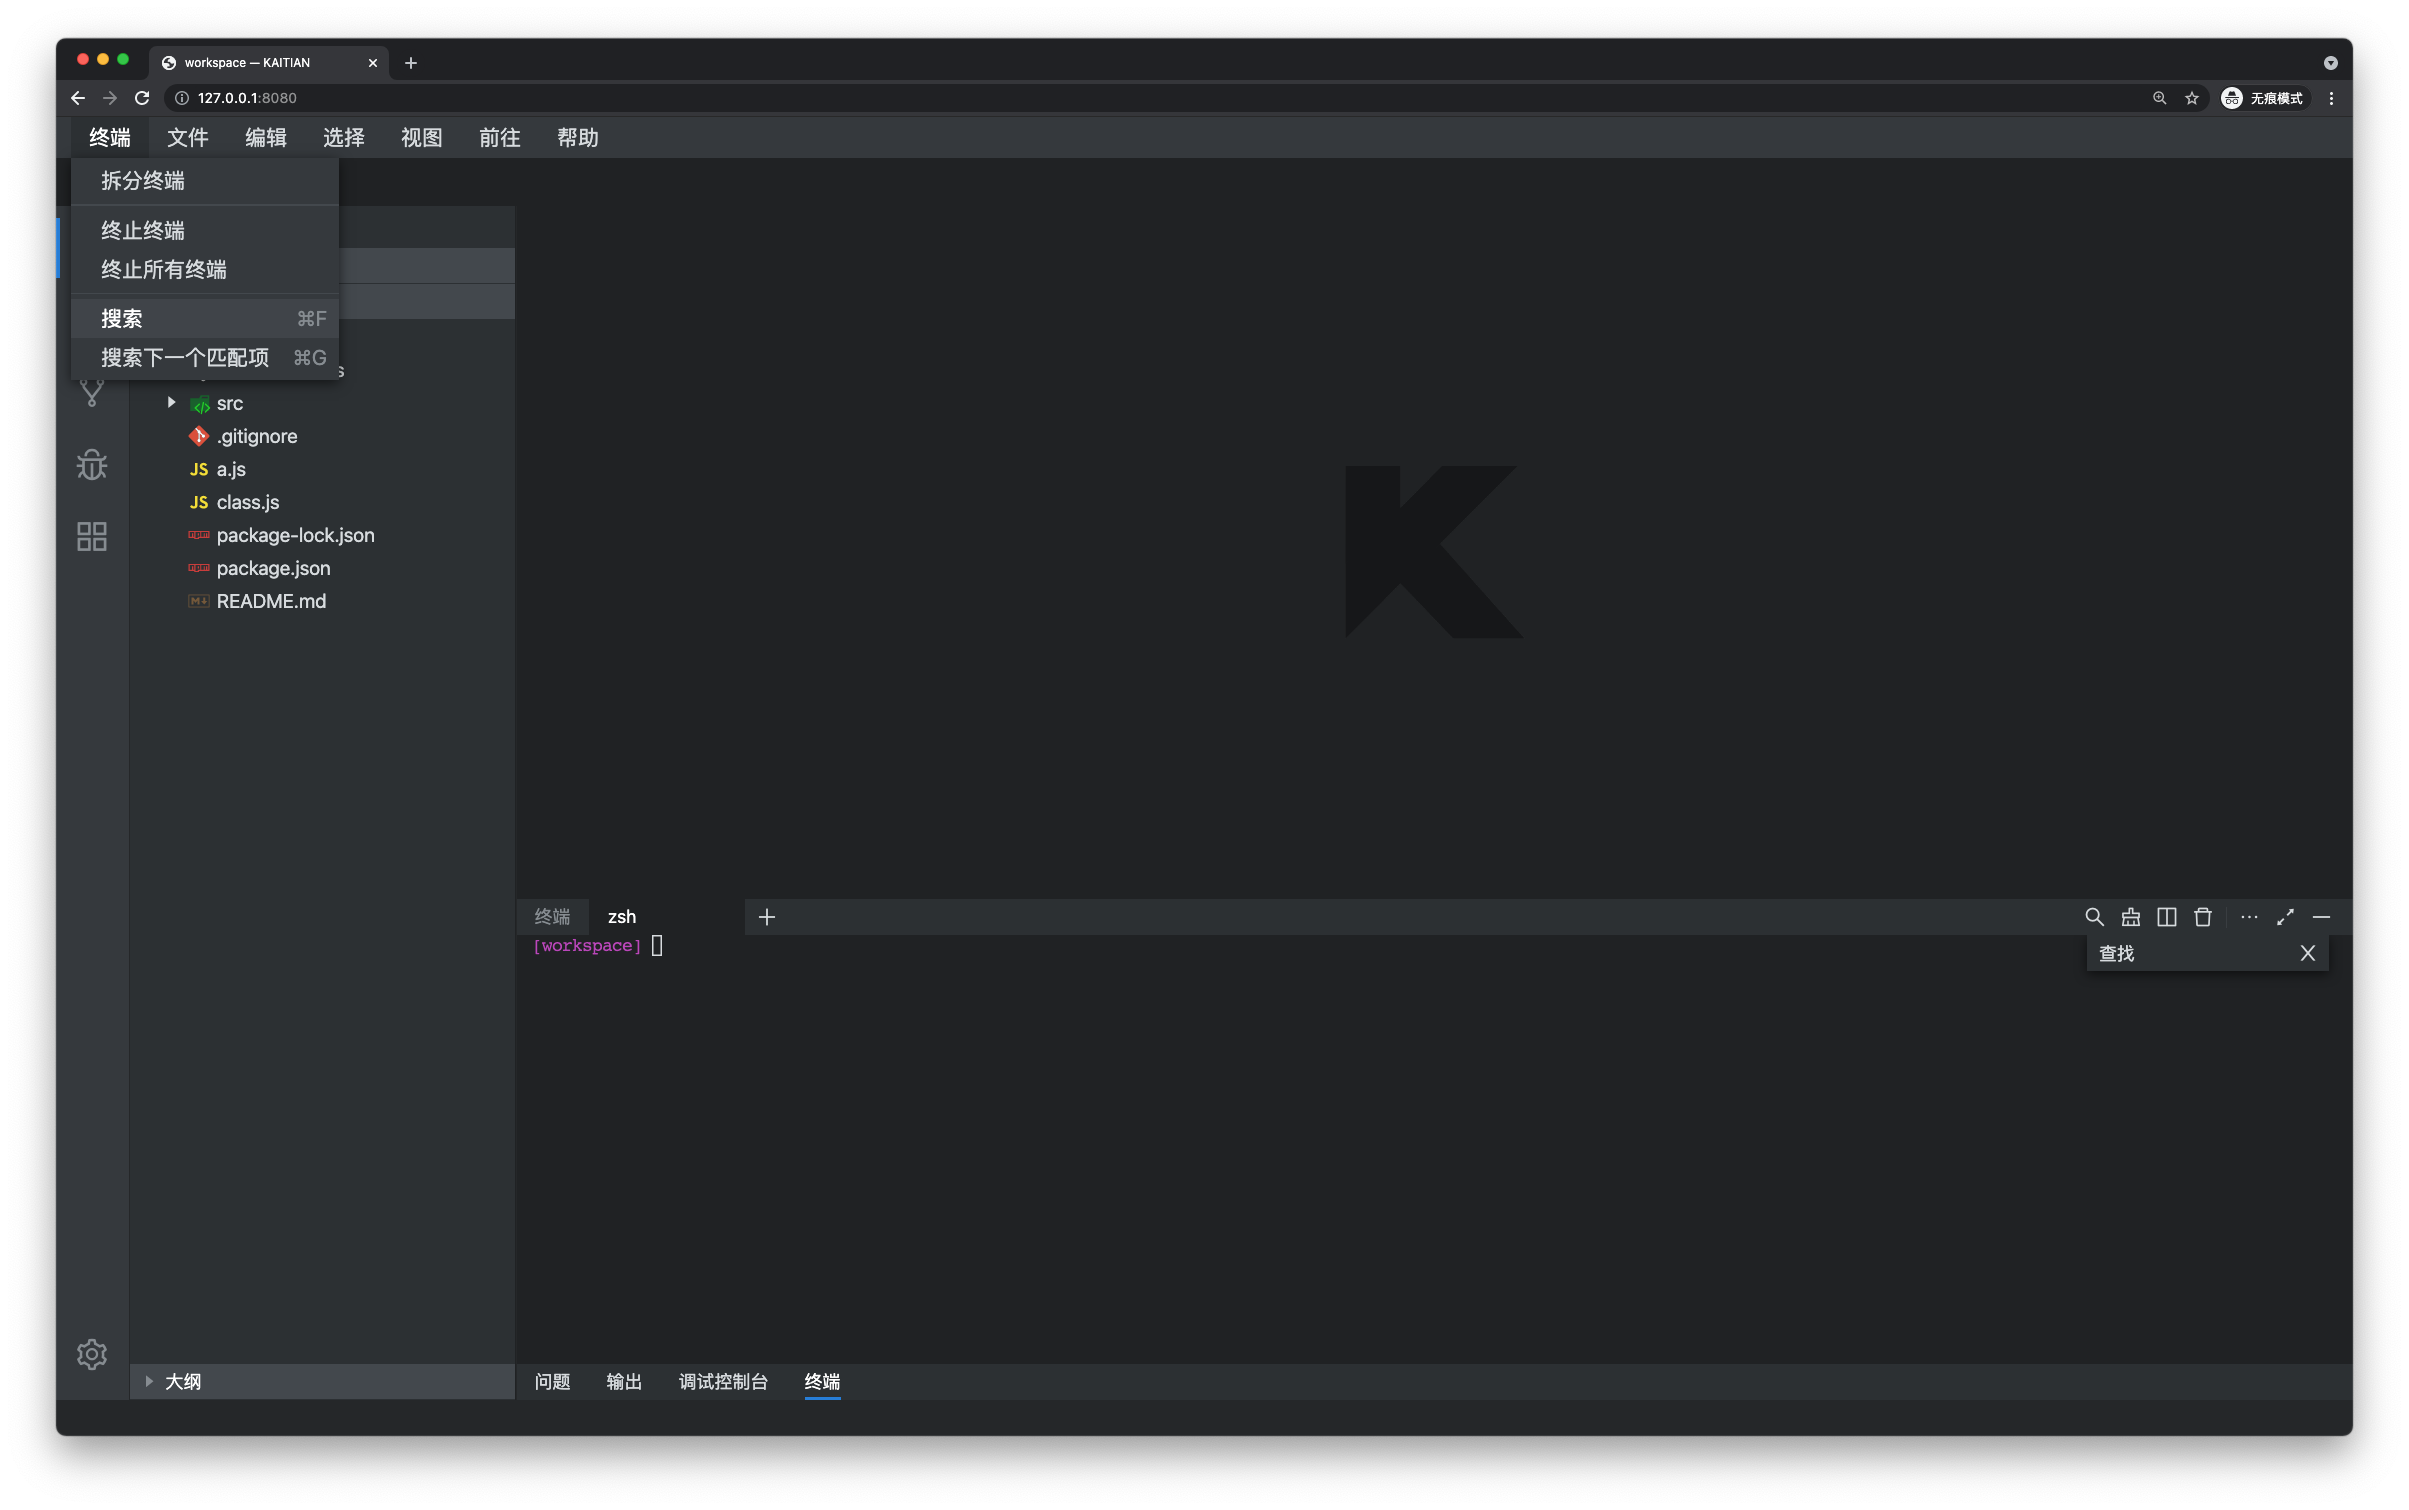 workspace — KAITIAN
127.0.0.1:8080
无痕模式
终端 文件 编辑 选择 视图 前往 帮助
拆分终端
终止终端
终止所有终端
搜索 ⌘F
搜索下一个匹配项 ⌘G
src
.gitignore
JS a.js
JS class.js
package-lock.json
package.json
README.md
终端 zsh
[workspace]
查找
大纲
问题 输出 调试控制台 终端